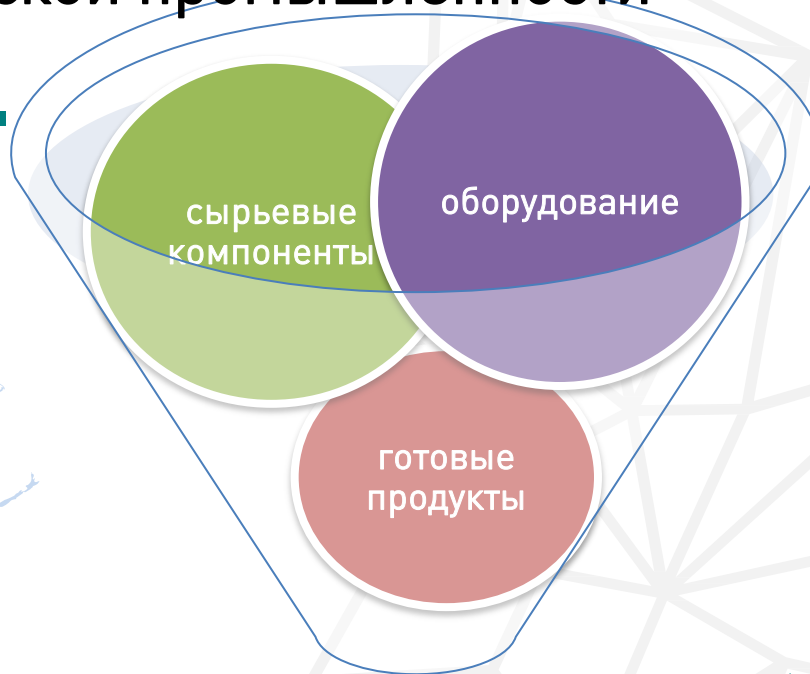 сырьевые
компоненты
оборудование
готовые
продукты